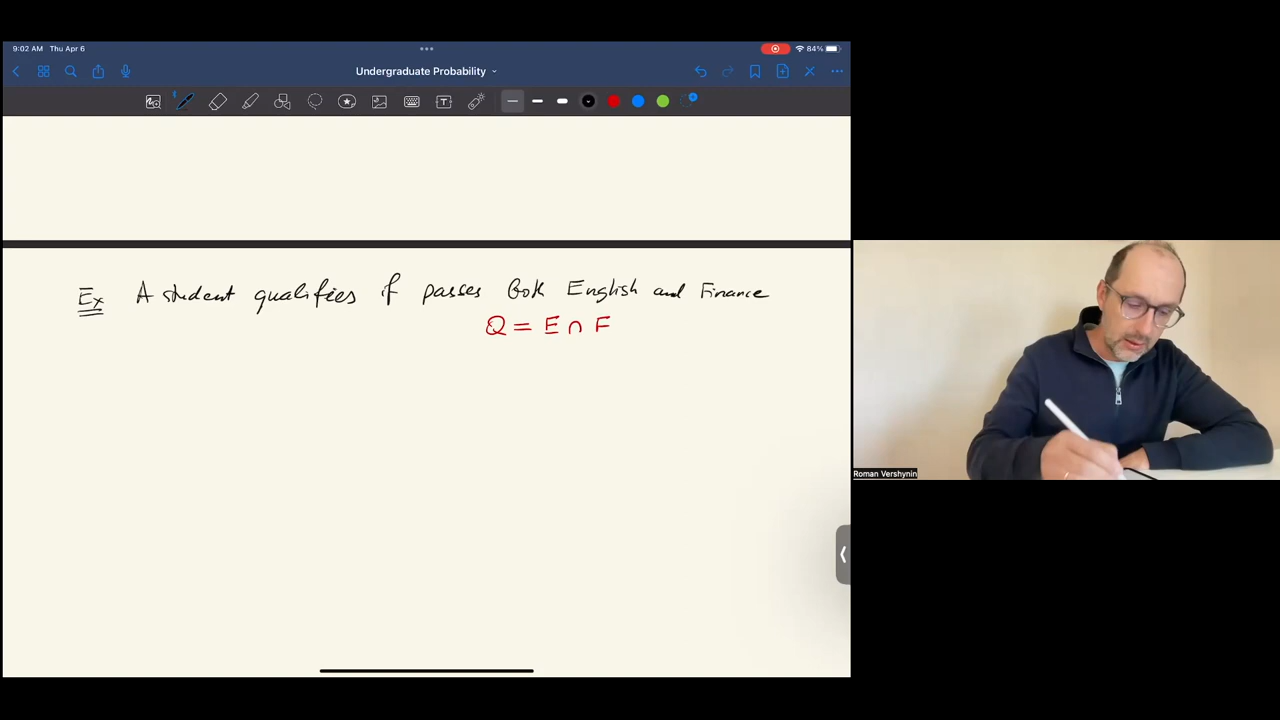 9:02 AM Thu Apr 6
84%
Undergraduate Probability
Ex A student qualifies if passes both English and Finance
Q = E ∩ F
Roman Vershynin